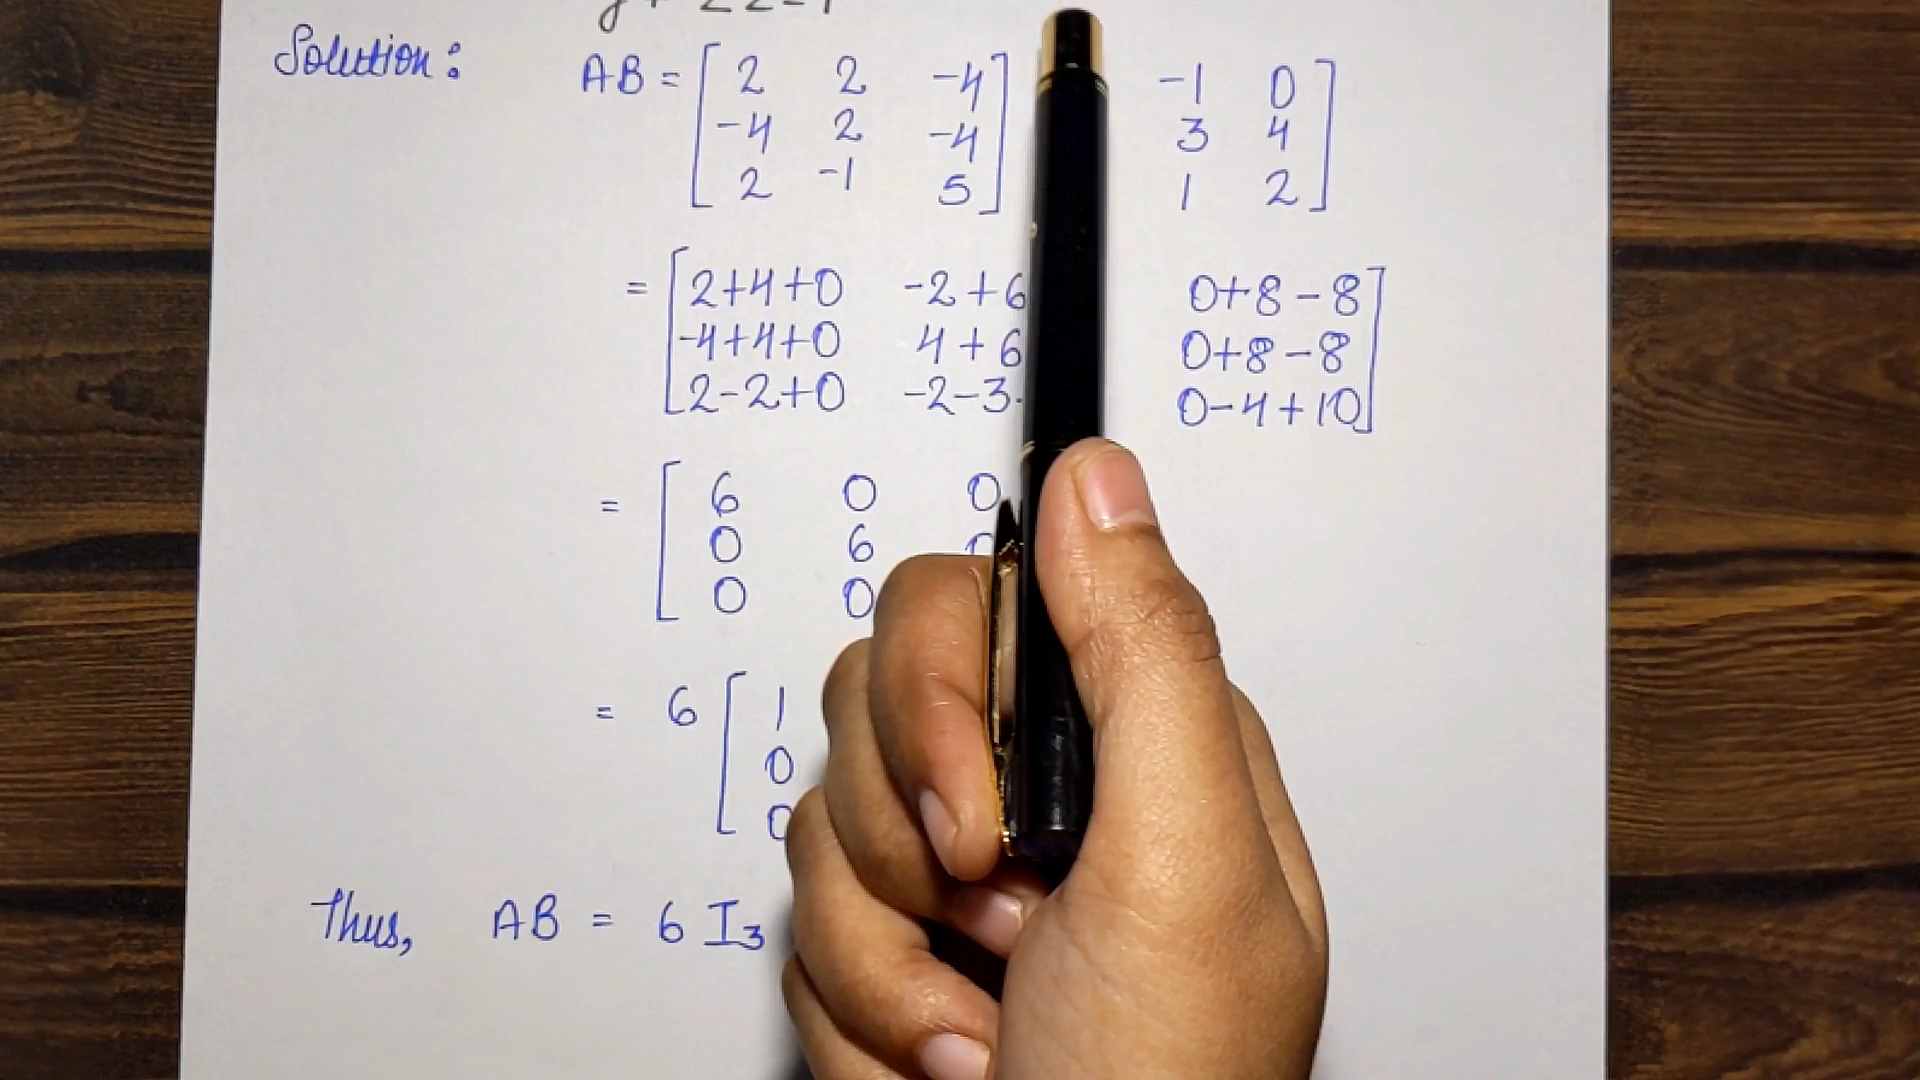 Solution: AB = [ 2 2 -4 ] -1 0 ]
-4 2 -4 3 4
2 -1 5 1 2
= [ 2+4+0 -2+6 0+8-8 ]
-4+4+0 4+6 0+8-8
2-2+0 -2-3 0-4+10
= [ 6 0 0
0 6 0
0 0
= 6 [ 1
0
0
Thus, AB = 6 I₃